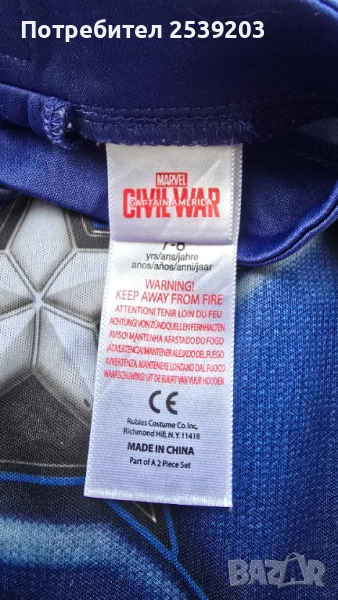 Потребител 2539203
MARVEL
CAPTAIN AMERICA
CIVIL WAR
7-8
yrs/ans/jahre
anos/años/anni/jaar
WARNING!
KEEP AWAY FROM FIRE
ATTENTION! TENIR LOIN DU FEU
ACHTUNG! VON ZÜNDQUELLEN FERNHALTEN
AVISO! MANTENHA AFASTADO DO FOGO
¡ADVERTENCIA! MANTENER ALEJADO DEL FUEGO
AVVERTENZA, MANTENERE LONTANO DAL FUOCO
WAARSCHUWING! UIT DE BUURT VAN VUUR HOUDEN
CE
Rubies Costume Co. Inc,
Richmond Hill, N.Y. 11418
MADE IN CHINA
Part of A 2 Piece Set
BAZAR